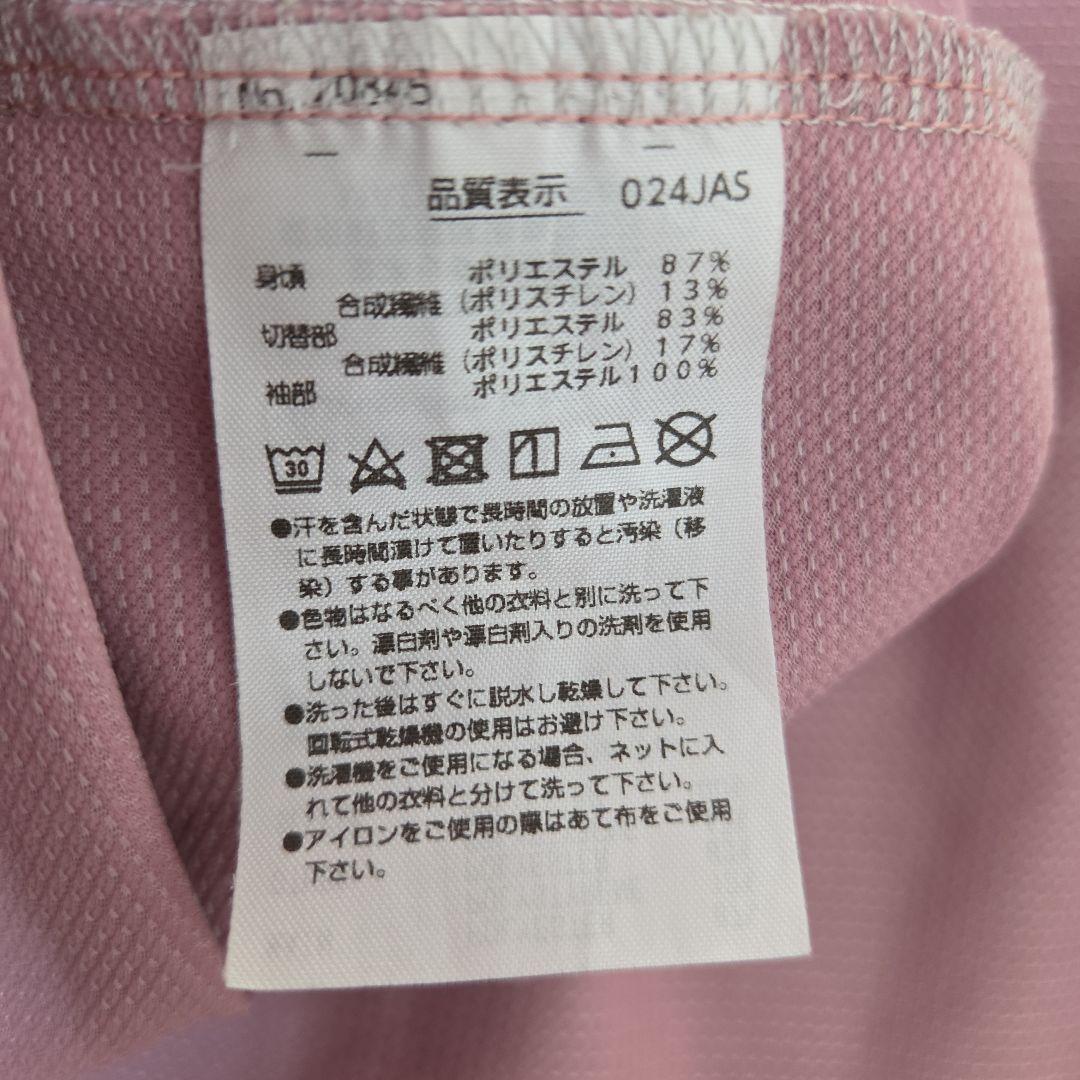 No. 20845
品質表示 024JAS
身頃 ポリエステル 87%
合成繊維 (ポリスチレン) 13%
切替部 ポリエステル 83%
合成繊維 (ポリスチレン) 17%
袖部 ポリエステル100%
30
●汗を含んだ状態で長時間の放置や洗濯液
に長時間漬けて置いたりすると汚染（移
染）する事があります。
●色物はなるべく他の衣料と別に洗って下
さい。漂白剤や漂白剤入りの洗剤を使用
しないで下さい。
●洗った後はすぐに脱水し乾燥して下さい。
回転式乾燥機の使用はお避け下さい。
●洗濯機をご使用になる場合、ネットに入
れて他の衣料と分けて洗って下さい。
●アイロンをご使用の際はあて布をご使用
下さい。